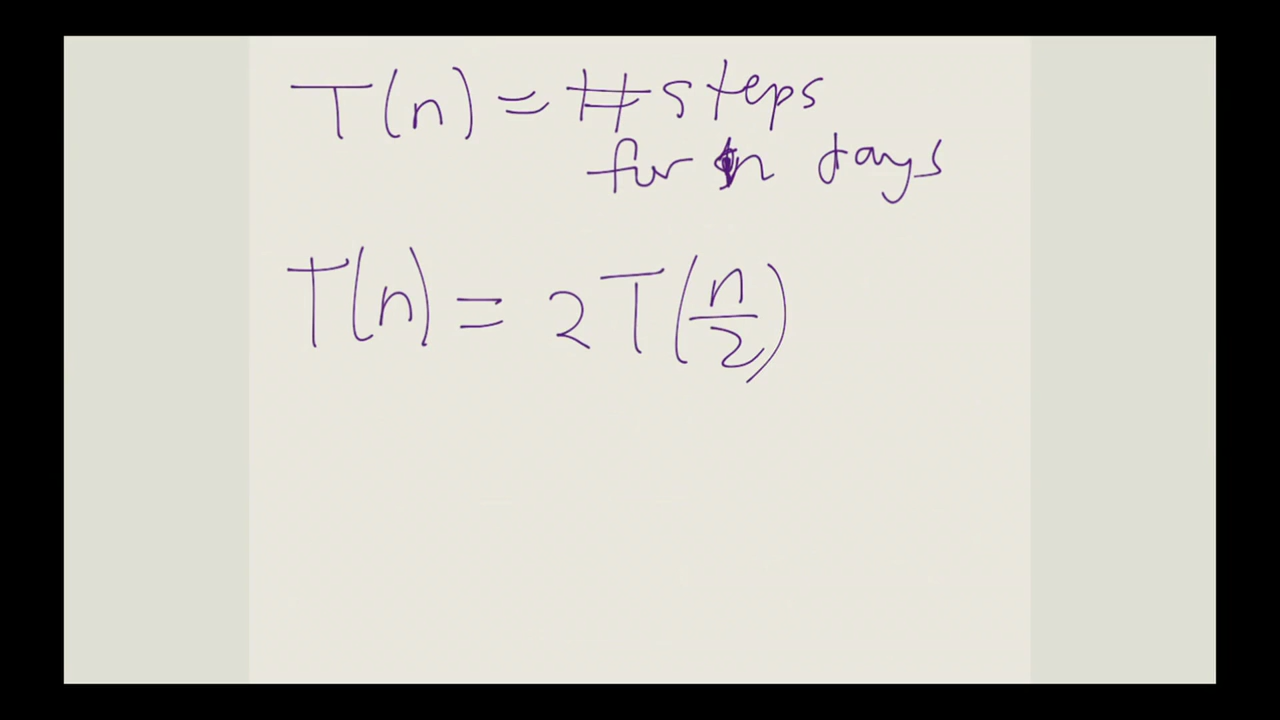 T(n) = # steps
for n days
T(n) = 2T(n/2)